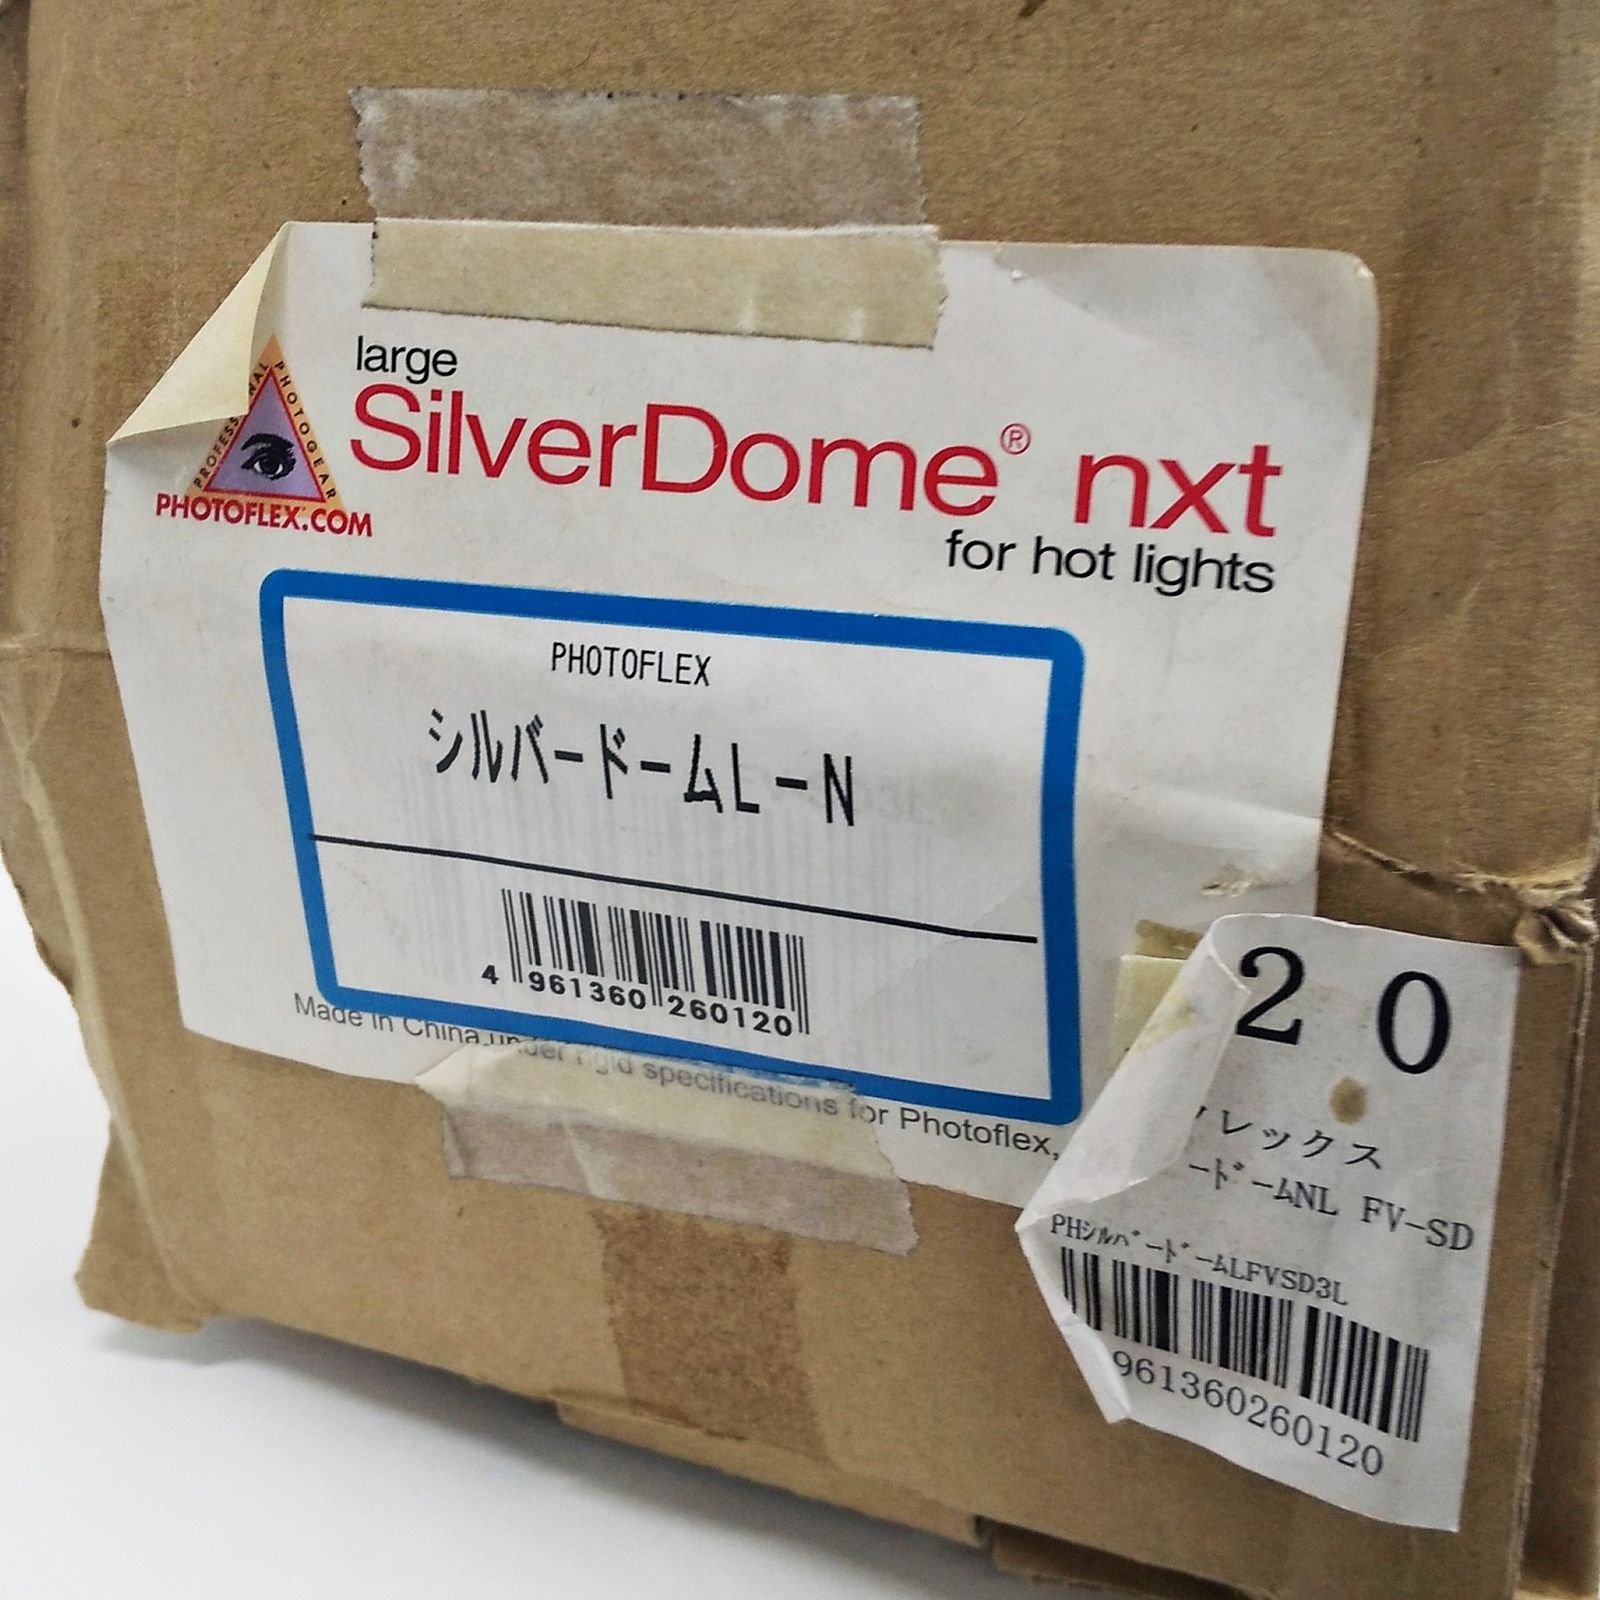 large
SilverDome® nxt
for hot lights
PHOTOGEAR
PHOTOFLEX.COM
PHOTOFLEX
シルバードームL-N
4 961360 260120
Made in China under rigid specifications for Photoflex,
20
レックス
ードームNL FV-SD
PHシルバードームLFVSD3L
961360260120